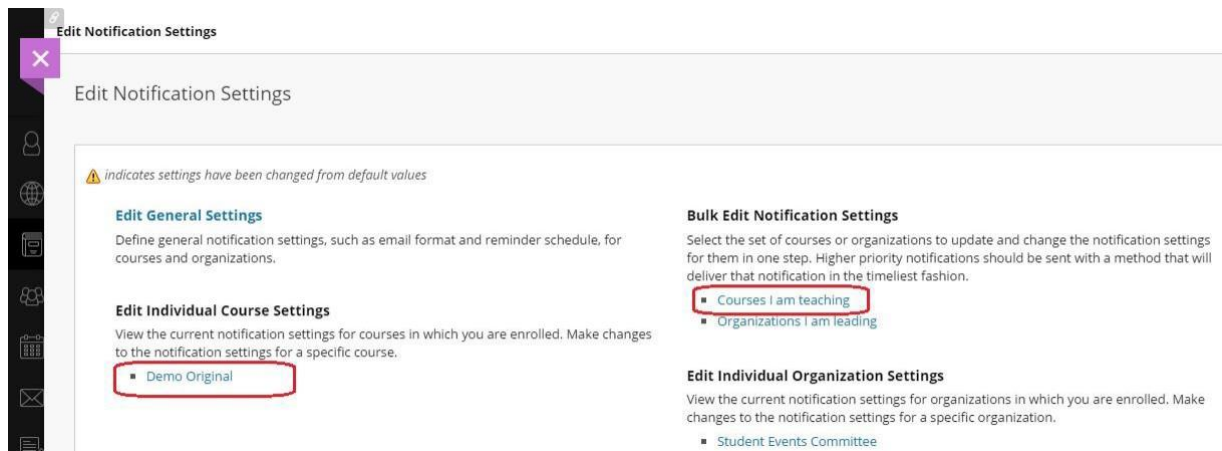 Edit Notification Settings
Edit Notification Settings
indicates settings have been changed from default values
Edit General Settings
Define general notification settings, such as email format and reminder schedule, for
courses and organizations.
Edit Individual Course Settings
View the current notification settings for courses in which you are enrolled. Make changes
to the notification settings for a specific course.
Demo Original
Bulk Edit Notification Settings
Select the set of courses or organizations to update and change the notification settings
for them in one step. Higher priority notifications should be sent with a method that will
deliver that notification in the timeliest fashion.
Courses I am teaching
Organizations I am leading
Edit Individual Organization Settings
View the current notification settings for organizations in which you are enrolled. Make
changes to the notification settings for a specific organization.
Student Events Committee